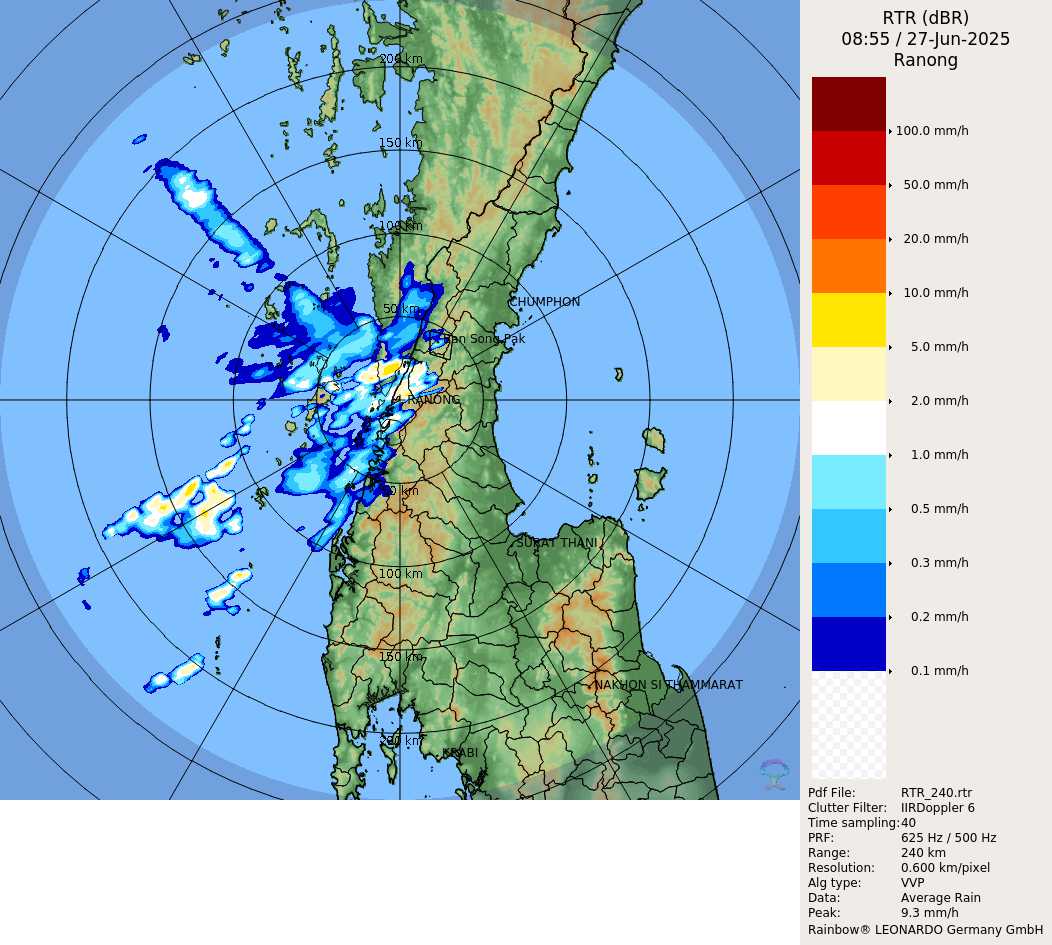 RTR (dBR)
08:55 / 27-Jun-2025
Ranong
100.0 mm/h
50.0 mm/h
20.0 mm/h
10.0 mm/h
5.0 mm/h
2.0 mm/h
1.0 mm/h
0.5 mm/h
0.3 mm/h
0.2 mm/h
0.1 mm/h
200 km
150 km
100 km
50 km
CHUMPHON
Ban Song Pak
RANONG
50 km
SURAT THANI
100 km
150 km
NAKHON SI THAMMARAT
200 km
KRABI
Pdf File: RTR_240.rtr
Clutter Filter: IIRDoppler 6
Time sampling: 40
PRF: 625 Hz / 500 Hz
Range: 240 km
Resolution: 0.600 km/pixel
Alg type: VVP
Data: Average Rain
Peak: 9.3 mm/h
Rainbow® LEONARDO Germany GmbH